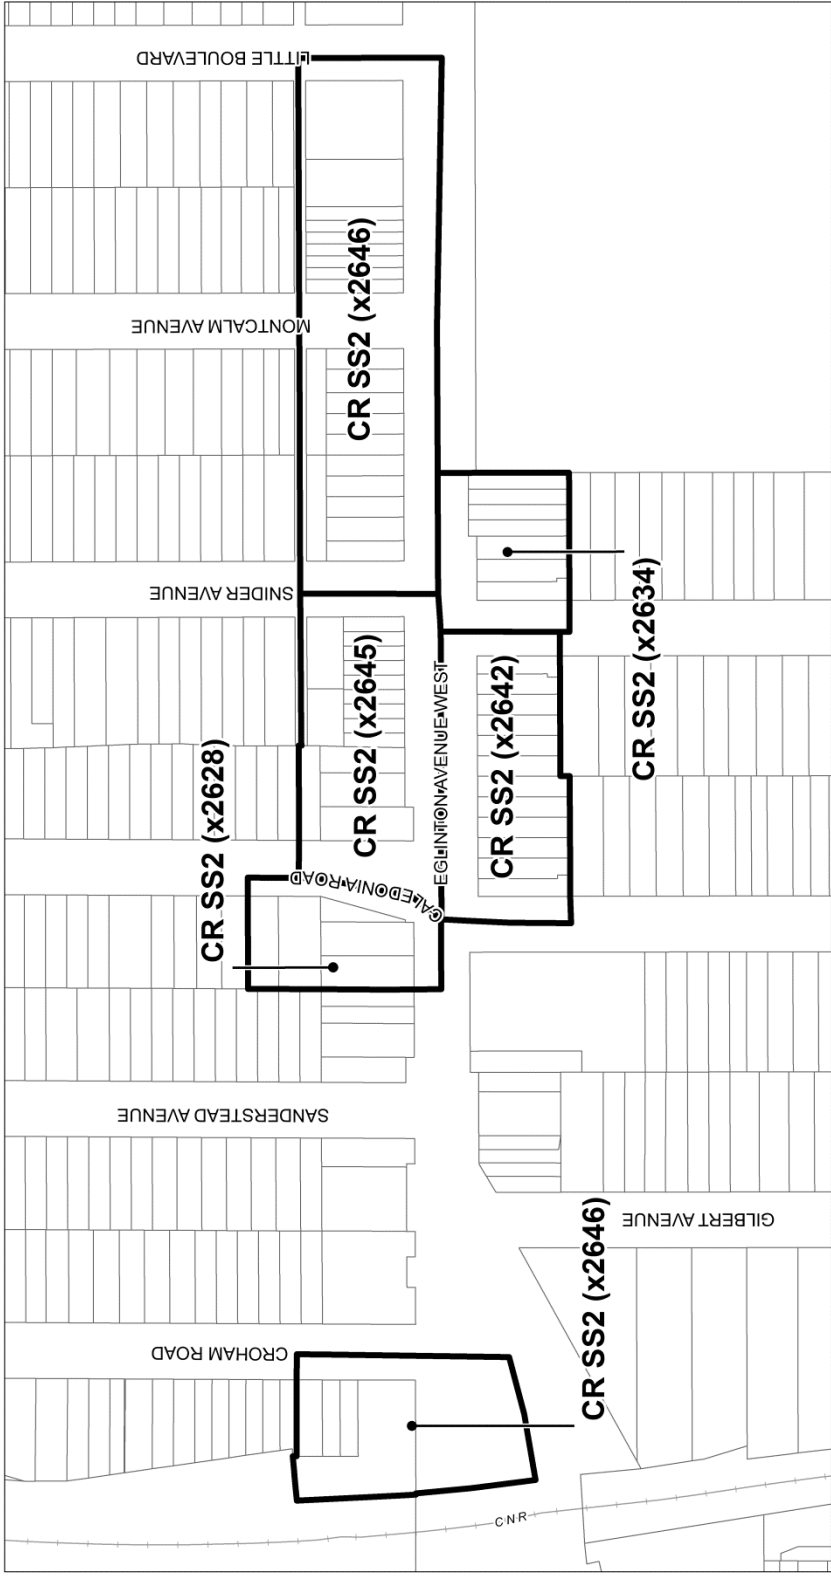 LITTLE BOULEVARD
CR SS2 (x2646)
MONTCALM AVENUE
SNIDER AVENUE
CR SS2 (x2634)
CR SS2 (x2645)
EGLINTON AVENUE WEST
CR SS2 (x2642)
CR SS2 (x2628)
CALEDONIA ROAD
SANDERSTEAD AVENUE
GILBERT AVENUE
CR SS2 (x2646)
CROHAM ROAD
CNR